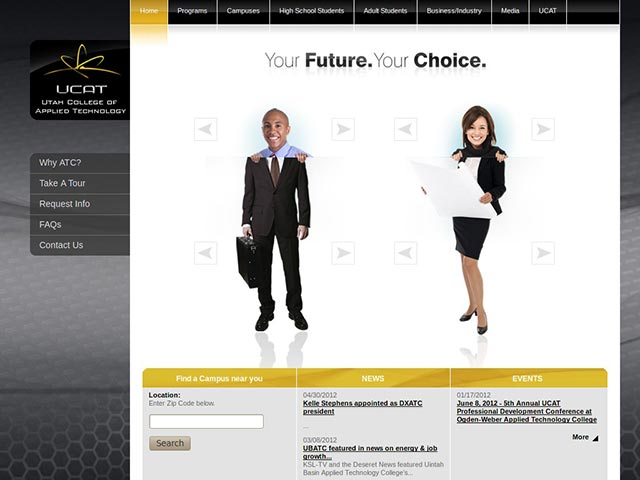 Home Programs Campuses High School Students Adult Students Business/Industry Media UCAT
UCAT
UTAH COLLEGE OF
APPLIED TECHNOLOGY
Your Future. Your Choice.
Why ATC?
Take A Tour
Request Info
FAQs
Contact Us
Find a Campus near you
Location:
Enter Zip Code below.
Search
NEWS
04/30/2012
Kelle Stephens appointed as DXATC
president
...
03/08/2012
UBATC featured in news on energy & job
growth...
KSL-TV and the Deseret News featured Uintah
Basin Applied Technology College's...
EVENTS
01/17/2012
June 8, 2012 - 5th Annual UCAT
Professional Development Conference at
Ogden-Weber Applied Technology College
More